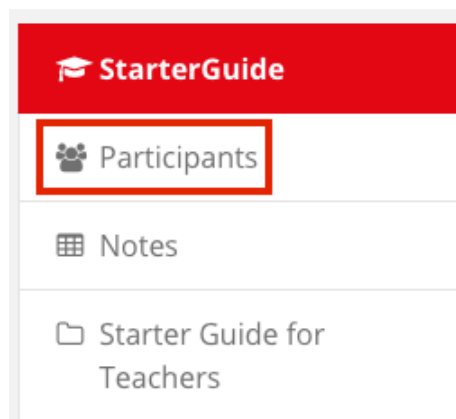 StarterGuide
Participants
Notes
Starter Guide for
Teachers